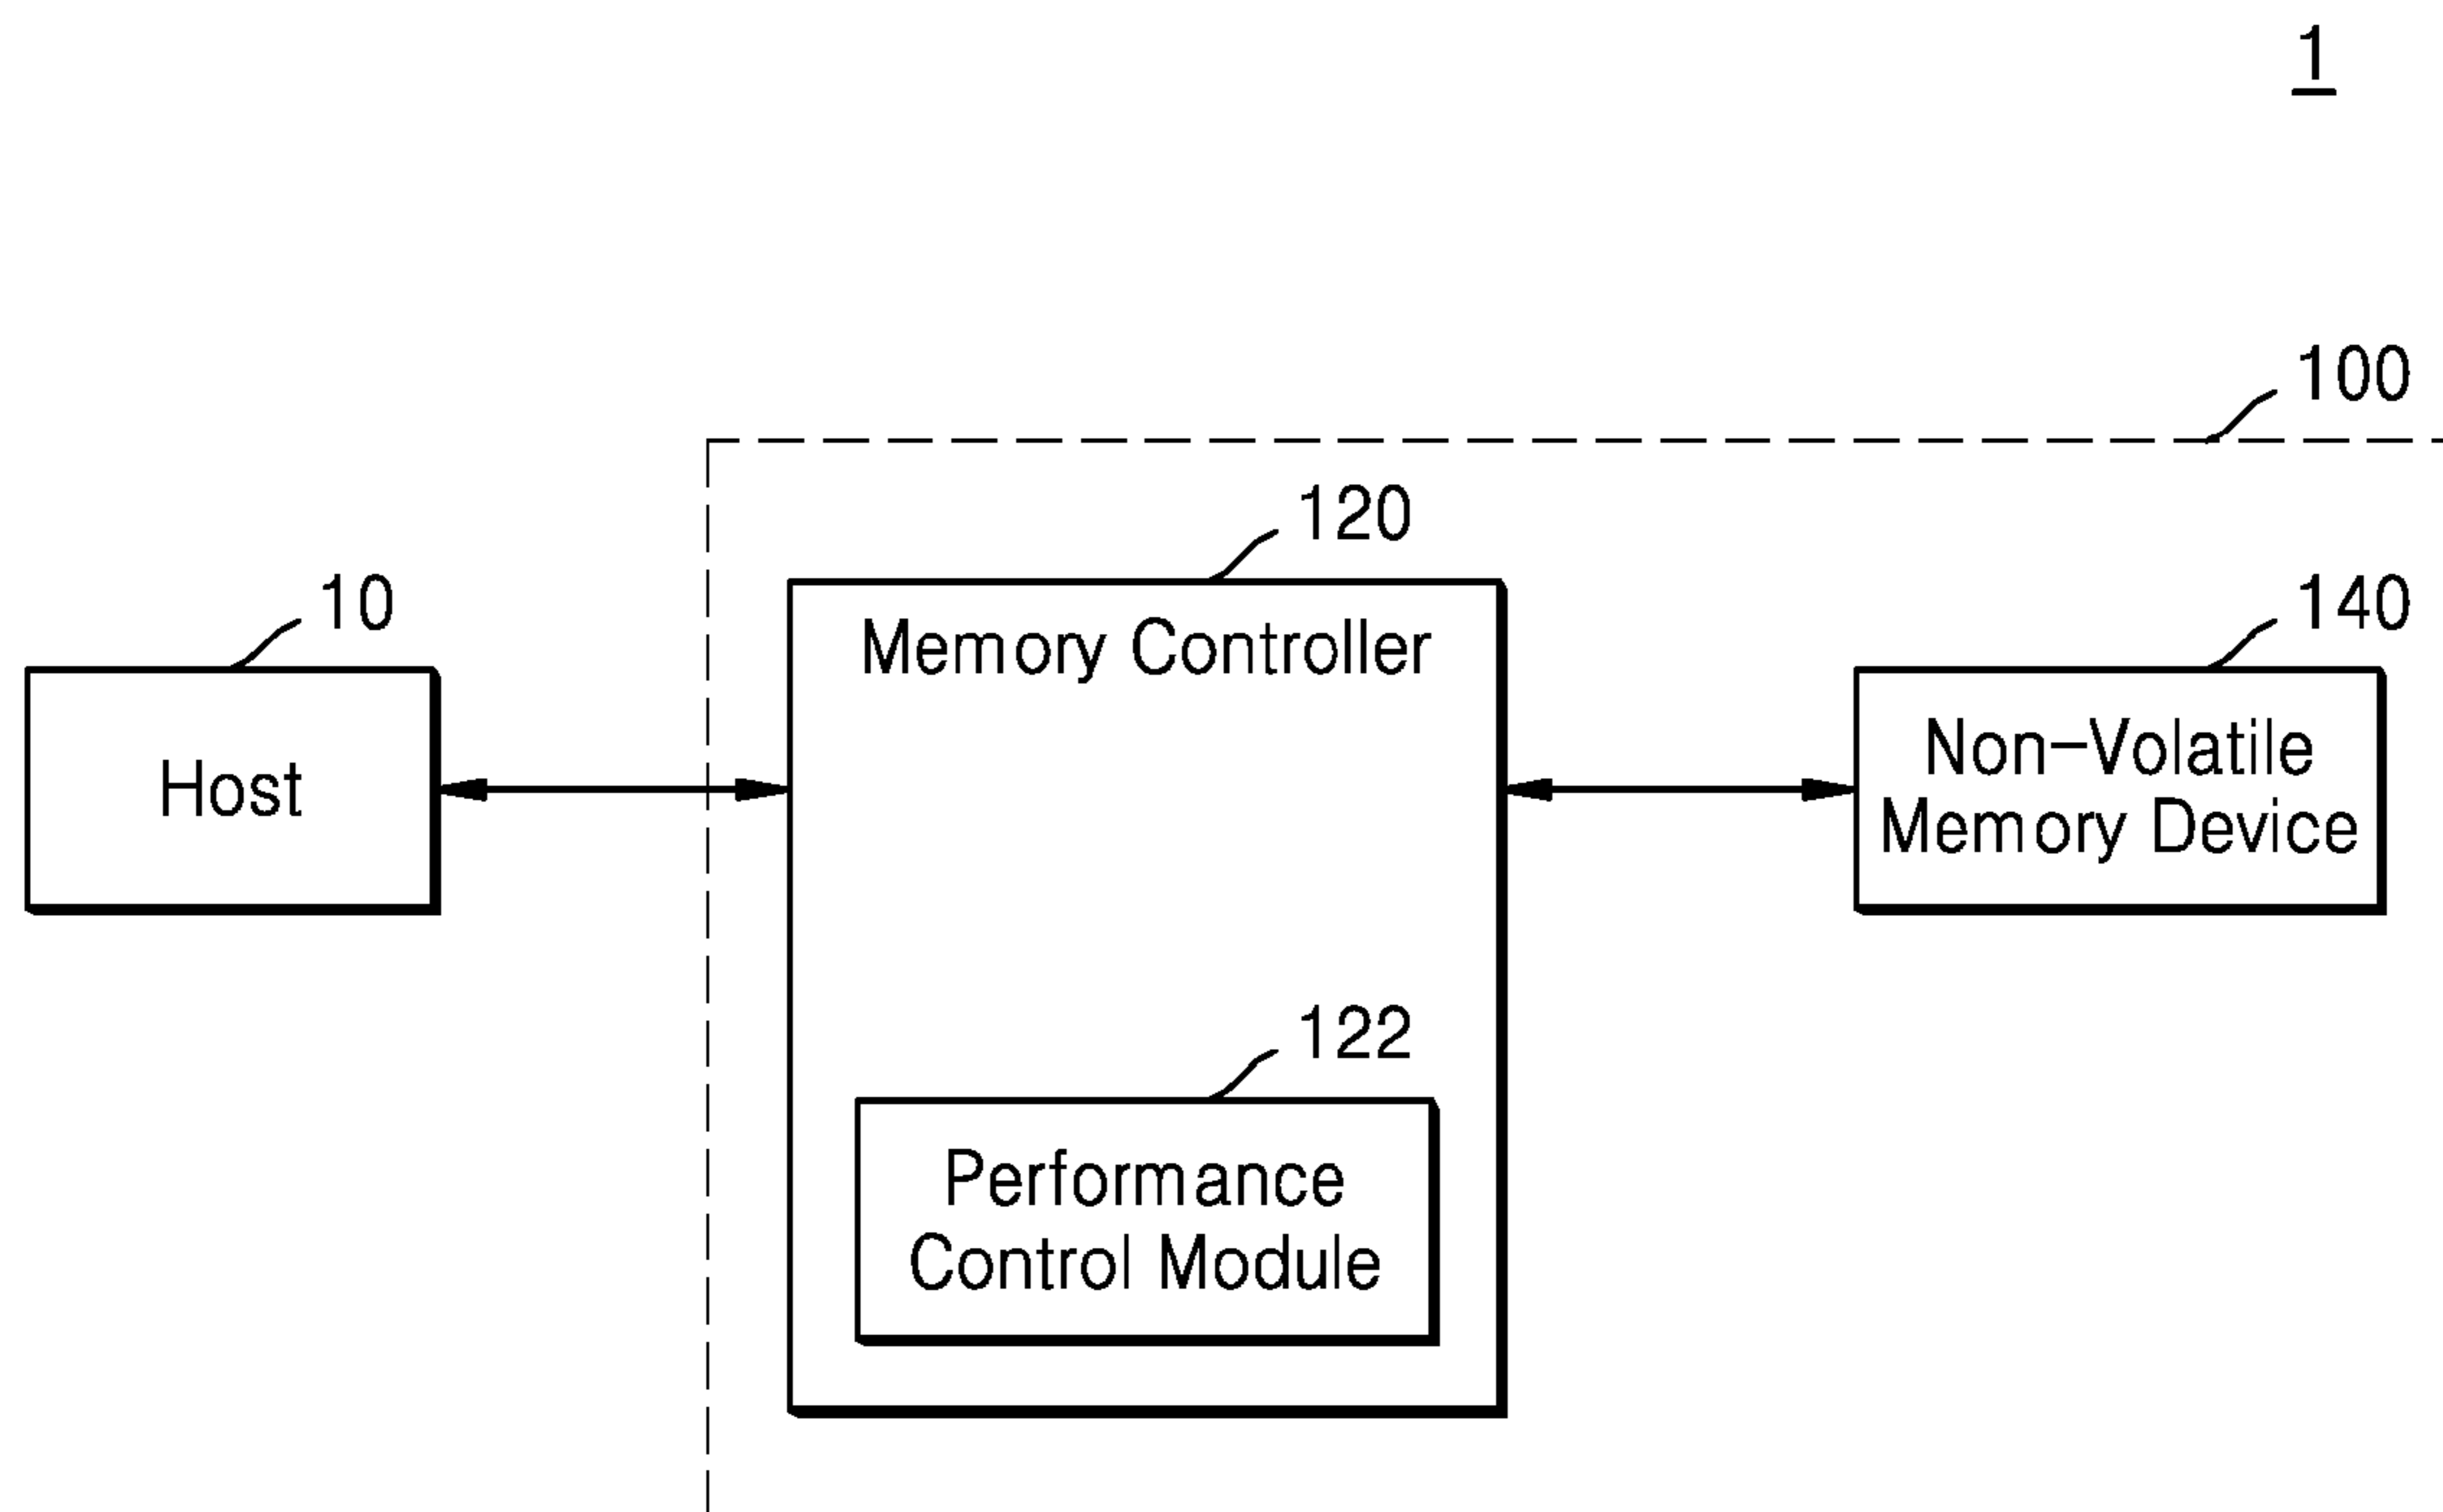 1
100
120
10
140
Memory Controller
Host
Non-Volatile
Memory Device
122
Performance
Control Module